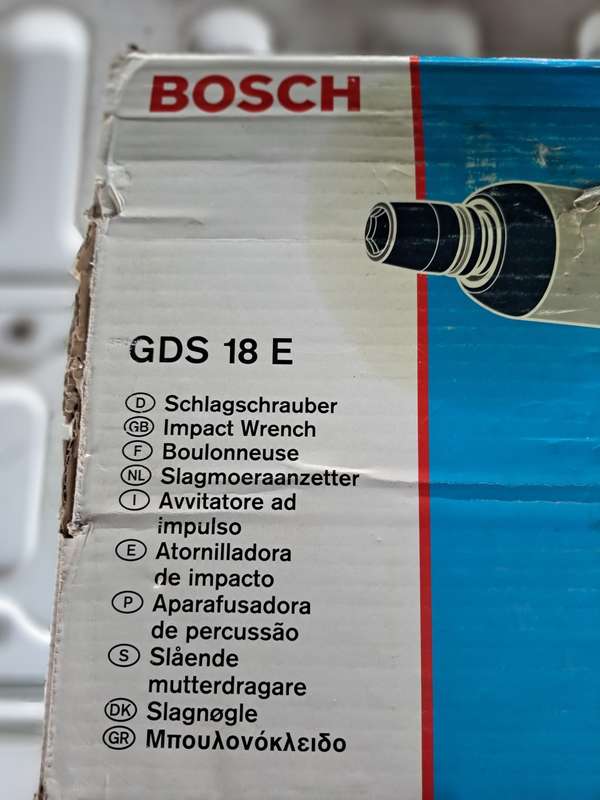 BOSCH
GDS 18 E
D Schlagschrauber
GB Impact Wrench
F Boulonneuse
NL Slagmoeraanzetter
I Avvitatore ad
impulso
E Atornilladora
de impacto
P Aparafusadora
de percussão
S Slående
mutterdragare
DK Slagnøgle
GR Μπουλονόκλειδο